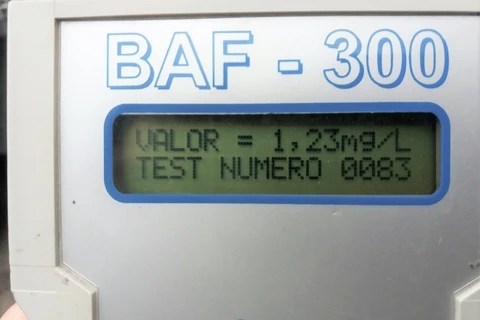 BAF - 300
VALOR = 1,23mg/L
TEST NUMERO 0083